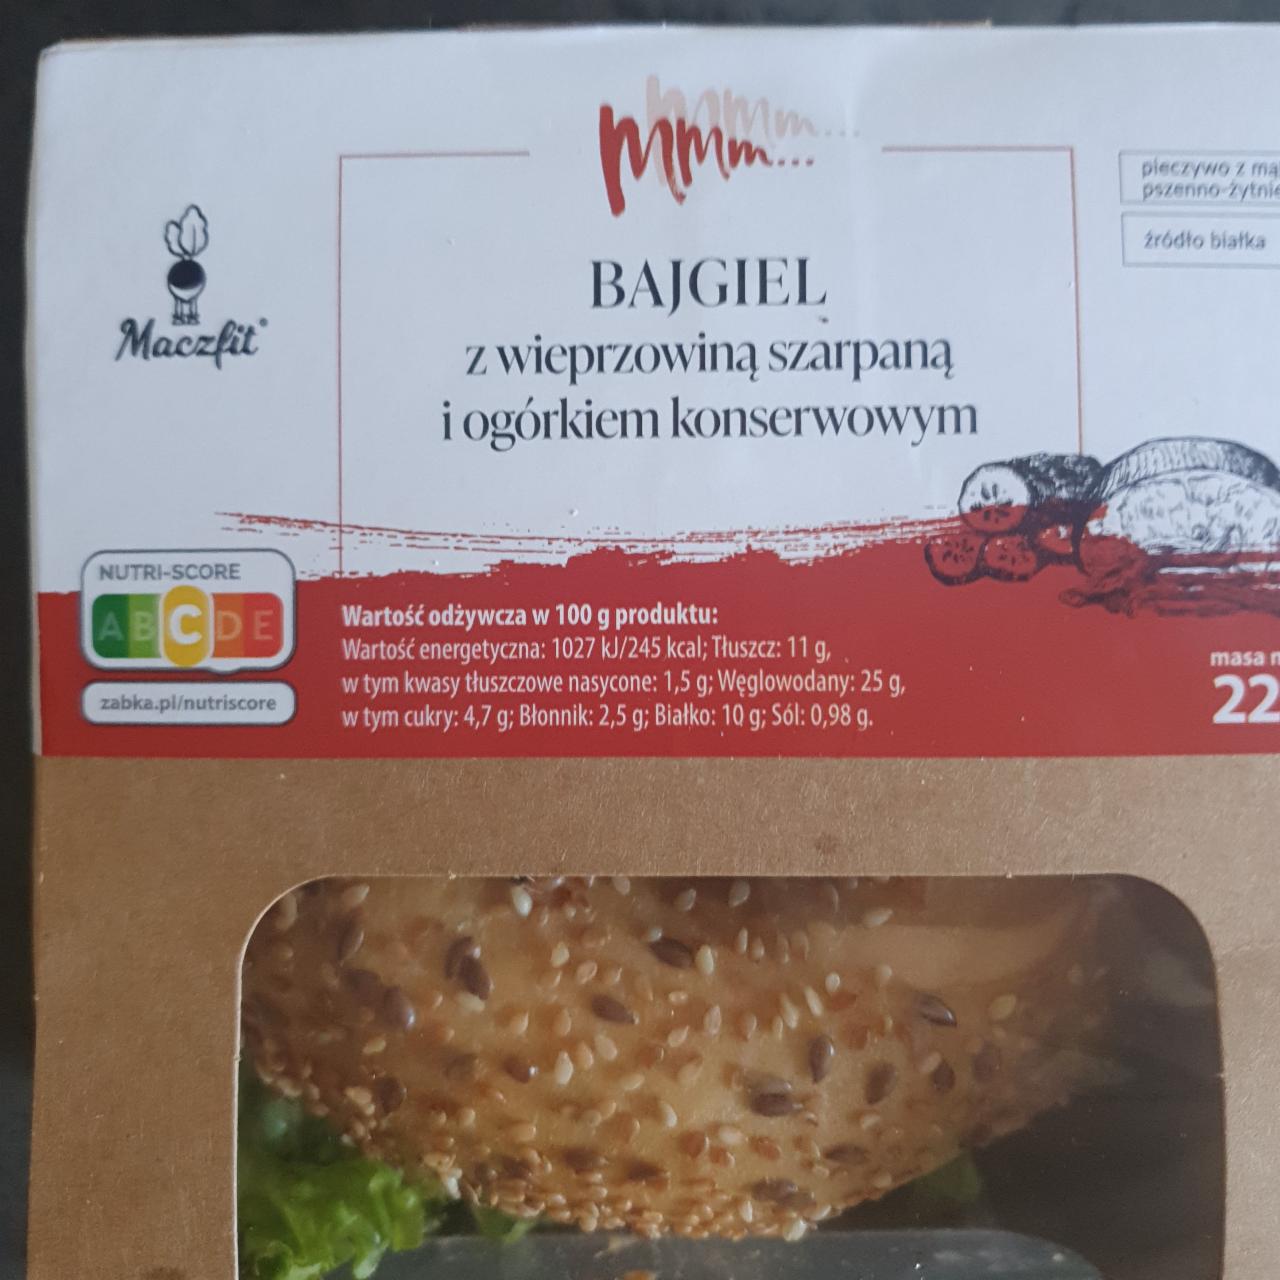 mmm...
mmm...
Maczfit®
BAJGIEL
z wieprzowiną szarpaną
i ogórkiem konserwowym
pieczywo z mą
pszenno-żytnie
źródło białka
NUTRI-SCORE
A B C D E
zabka.pl/nutriscore
Wartość odżywcza w 100 g produktu:
Wartość energetyczna: 1027 kJ/245 kcal; Tłuszcz: 11 g,
w tym kwasy tłuszczowe nasycone: 1,5 g; Węglowodany: 25 g,
w tym cukry: 4,7 g; Błonnik: 2,5 g; Białko: 10 g; Sól: 0,98 g.
masa n
22